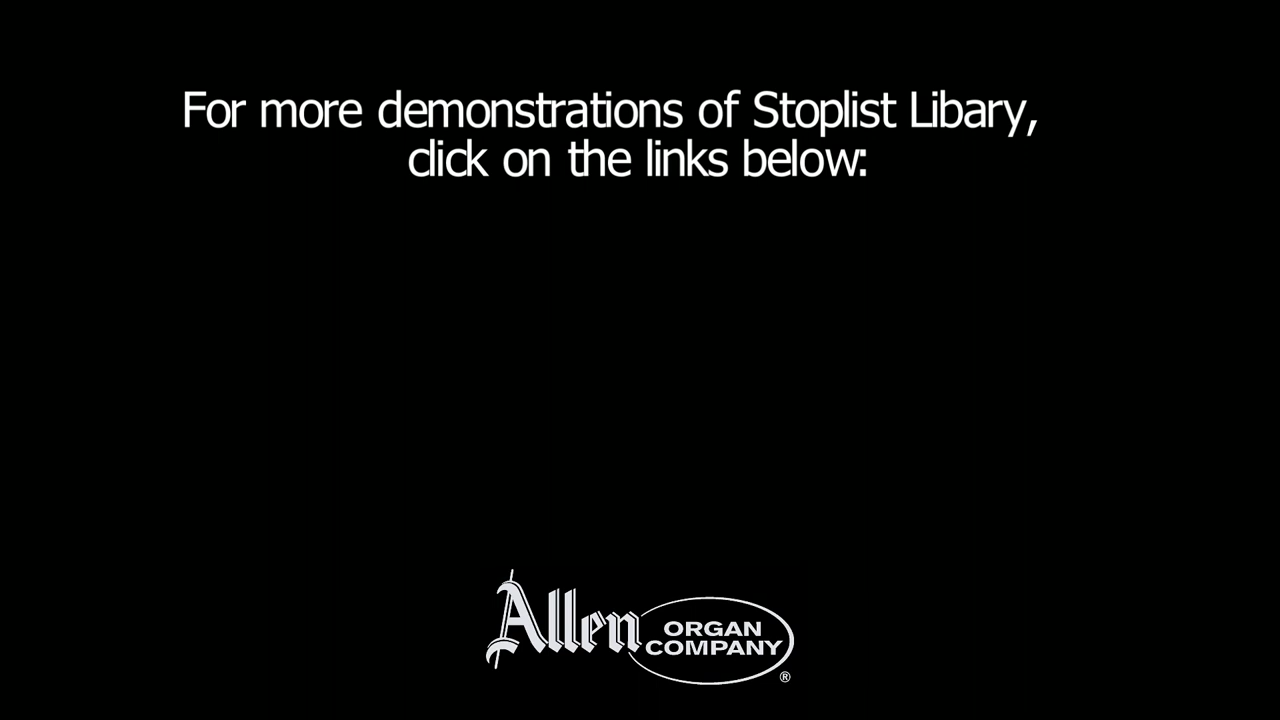 For more demonstrations of Stoplist Libary,
click on the links below:
Allen ORGAN
COMPANY
®